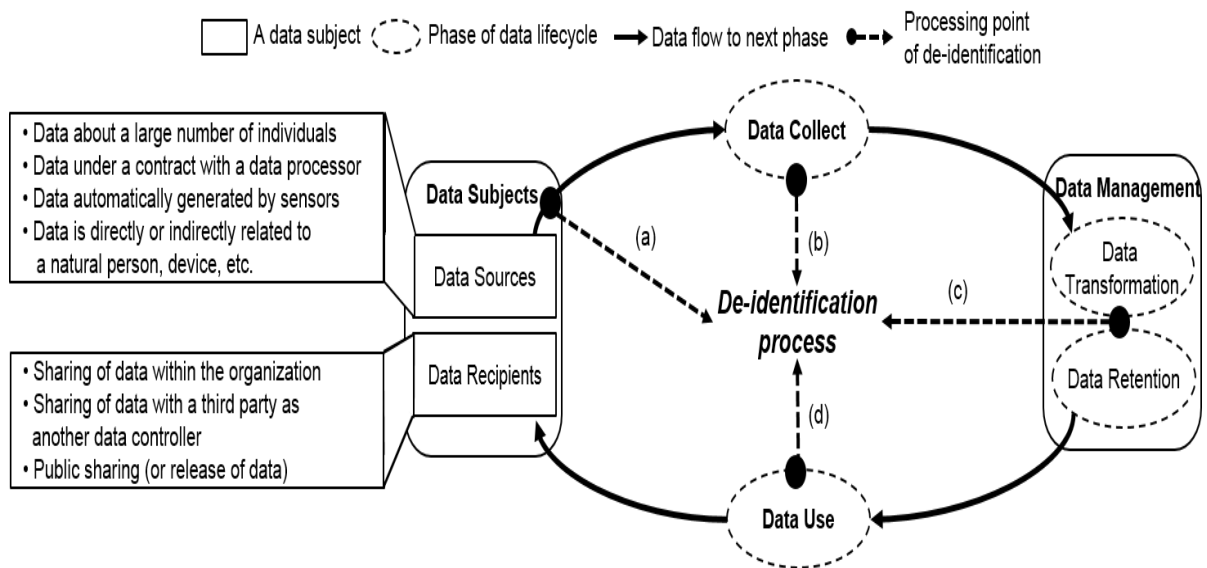 A data subject
Phase of data lifecycle
Data flow to next phase
Processing point
of de-identification
• Data about a large number of individuals
• Data under a contract with a data processor
• Data automatically generated by sensors
• Data is directly or indirectly related to
a natural person, device, etc.
Data Subjects
Data Sources
Data Recipients
• Sharing of data within the organization
• Sharing of data with a third party as
another data controller
• Public sharing (or release of data)
Data Collect
(a)
(b)
De-identification
process
(c)
(d)
Data Management
Data
Transformation
Data Retention
Data Use